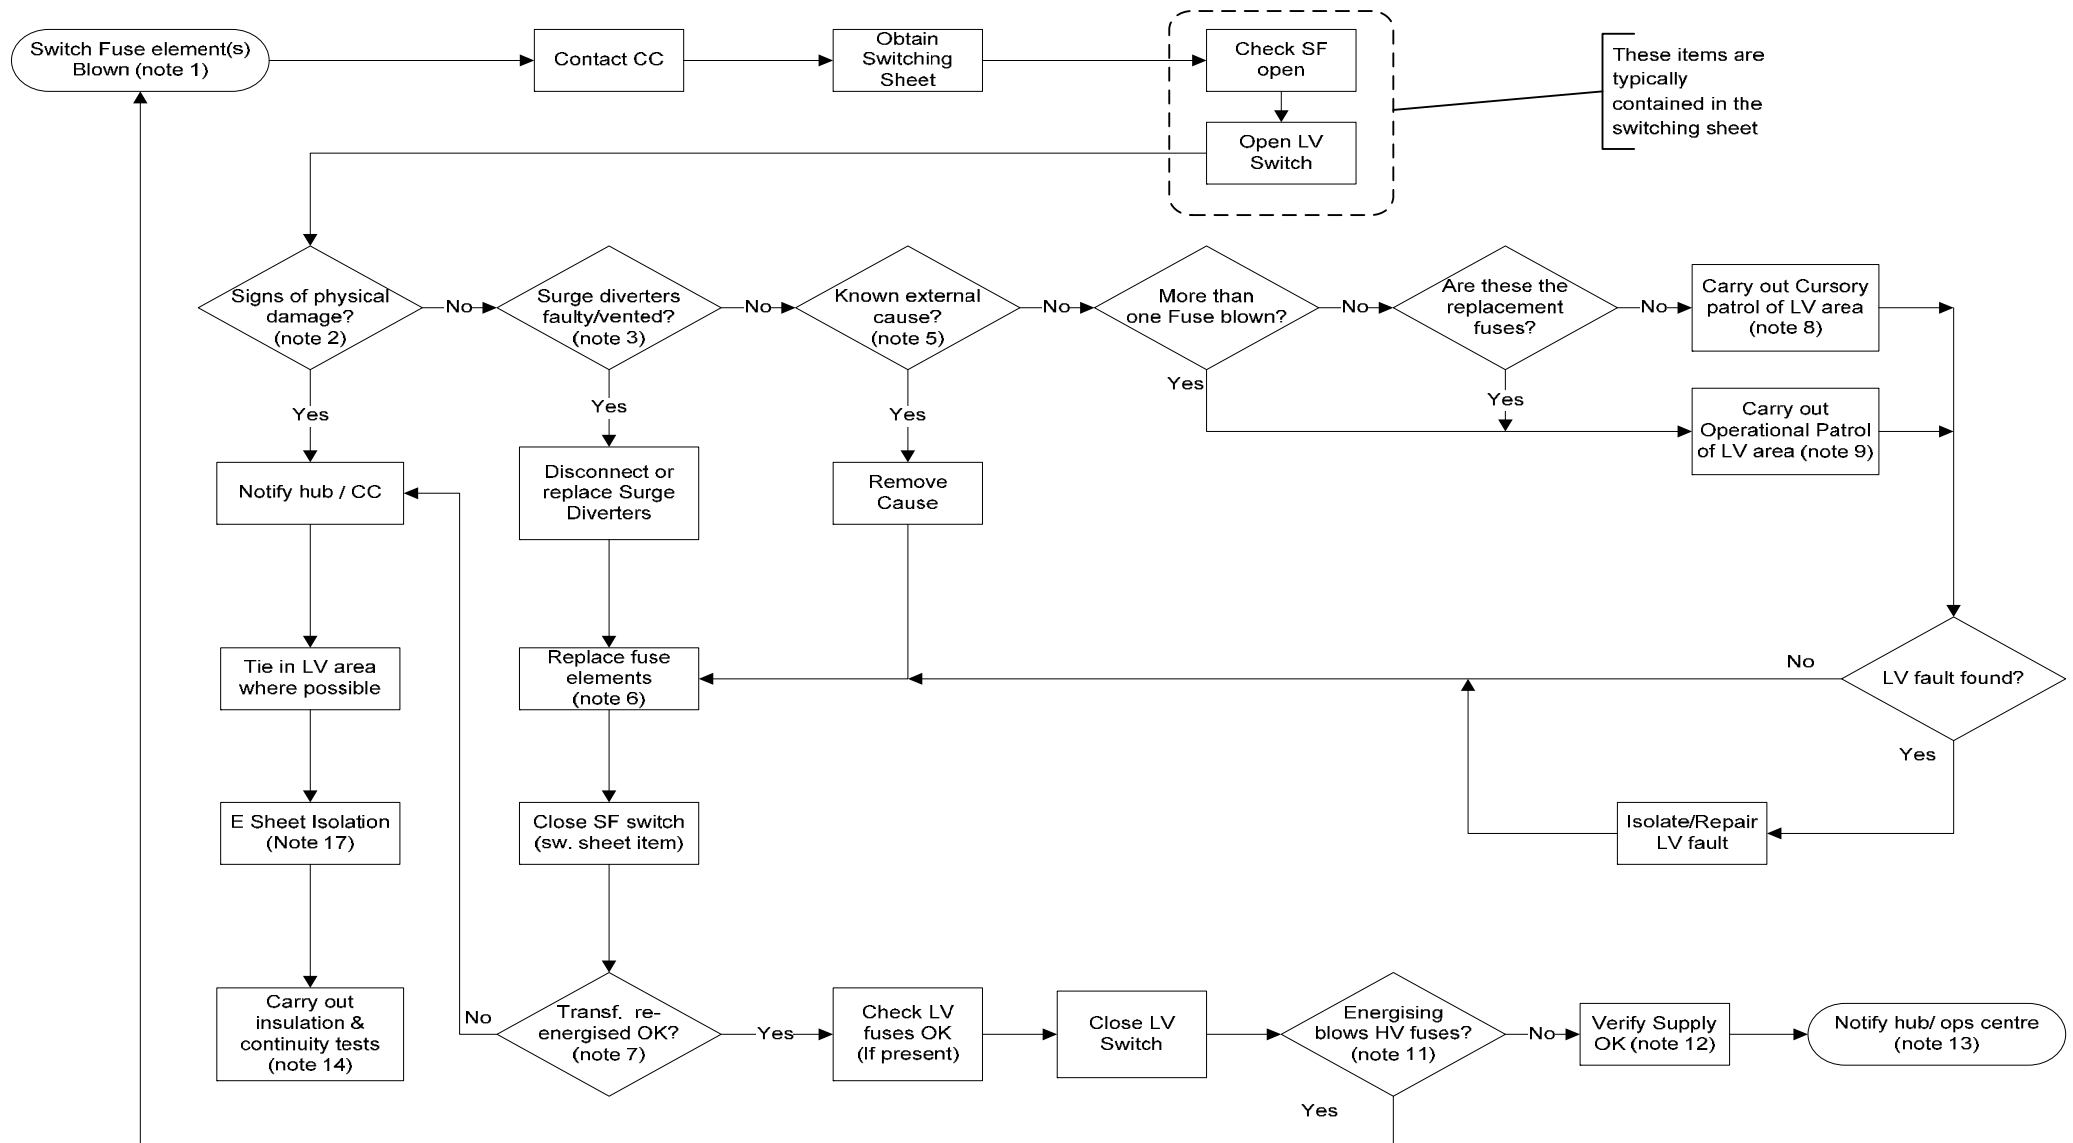 Switch Fuse element(s)
Blown (note 1)
Contact CC
Obtain
Switching
Sheet
Check SF
open
Open LV
Switch
These items are
typically
contained in the
switching sheet
Signs of physical
damage?
(note 2)
No
Surge diverters
faulty/vented?
(note 3)
No
Known external
cause?
(note 5)
No
More than
one Fuse blown?
No
Are these the
replacement
fuses?
No
Carry out Cursory
patrol of LV area
(note 8)
Yes
Yes
Yes
Yes
Yes
Carry out
Operational Patrol
of LV area (note 9)
Notify hub / CC
Disconnect or
replace Surge
Diverters
Remove
Cause
Tie in LV area
where possible
Replace fuse
elements
(note 6)
No
LV fault found?
Yes
E Sheet Isolation
(Note 17)
Close SF switch
(sw. sheet item)
Isolate/Repair
LV fault
Carry out
insulation &
continuity tests
(note 14)
No
Transf. re-
energised OK?
(note 7)
Yes
Check LV
fuses OK
(If present)
Close LV
Switch
Energising
blows HV fuses?
(note 11)
No
Verify Supply
OK (note 12)
Notify hub/ ops centre
(note 13)
Yes